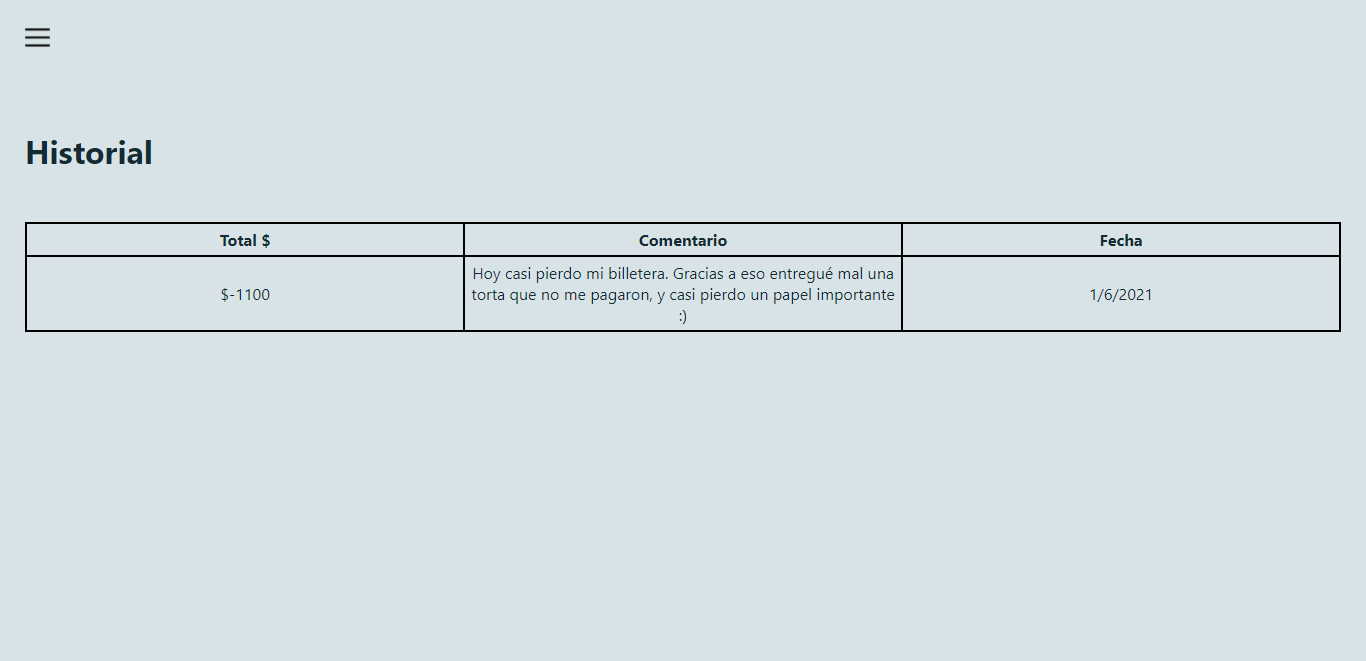 Historial
Total $
Comentario
Fecha
$-1100
Hoy casi pierdo mi billetera. Gracias a eso entregué mal una
torta que no me pagaron, y casi pierdo un papel importante
:)
1/6/2021